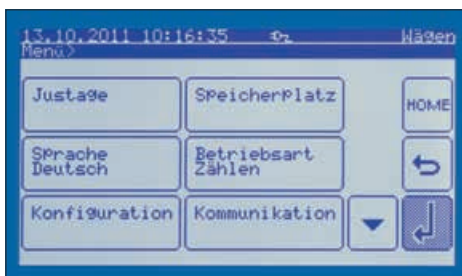 13.10.2011 10:16:35 Wägen
Menü>
Justage
Speicherplatz
HOME
Sprache
Deutsch
Betriebsart
Zählen
Konfiguration
Kommunikation